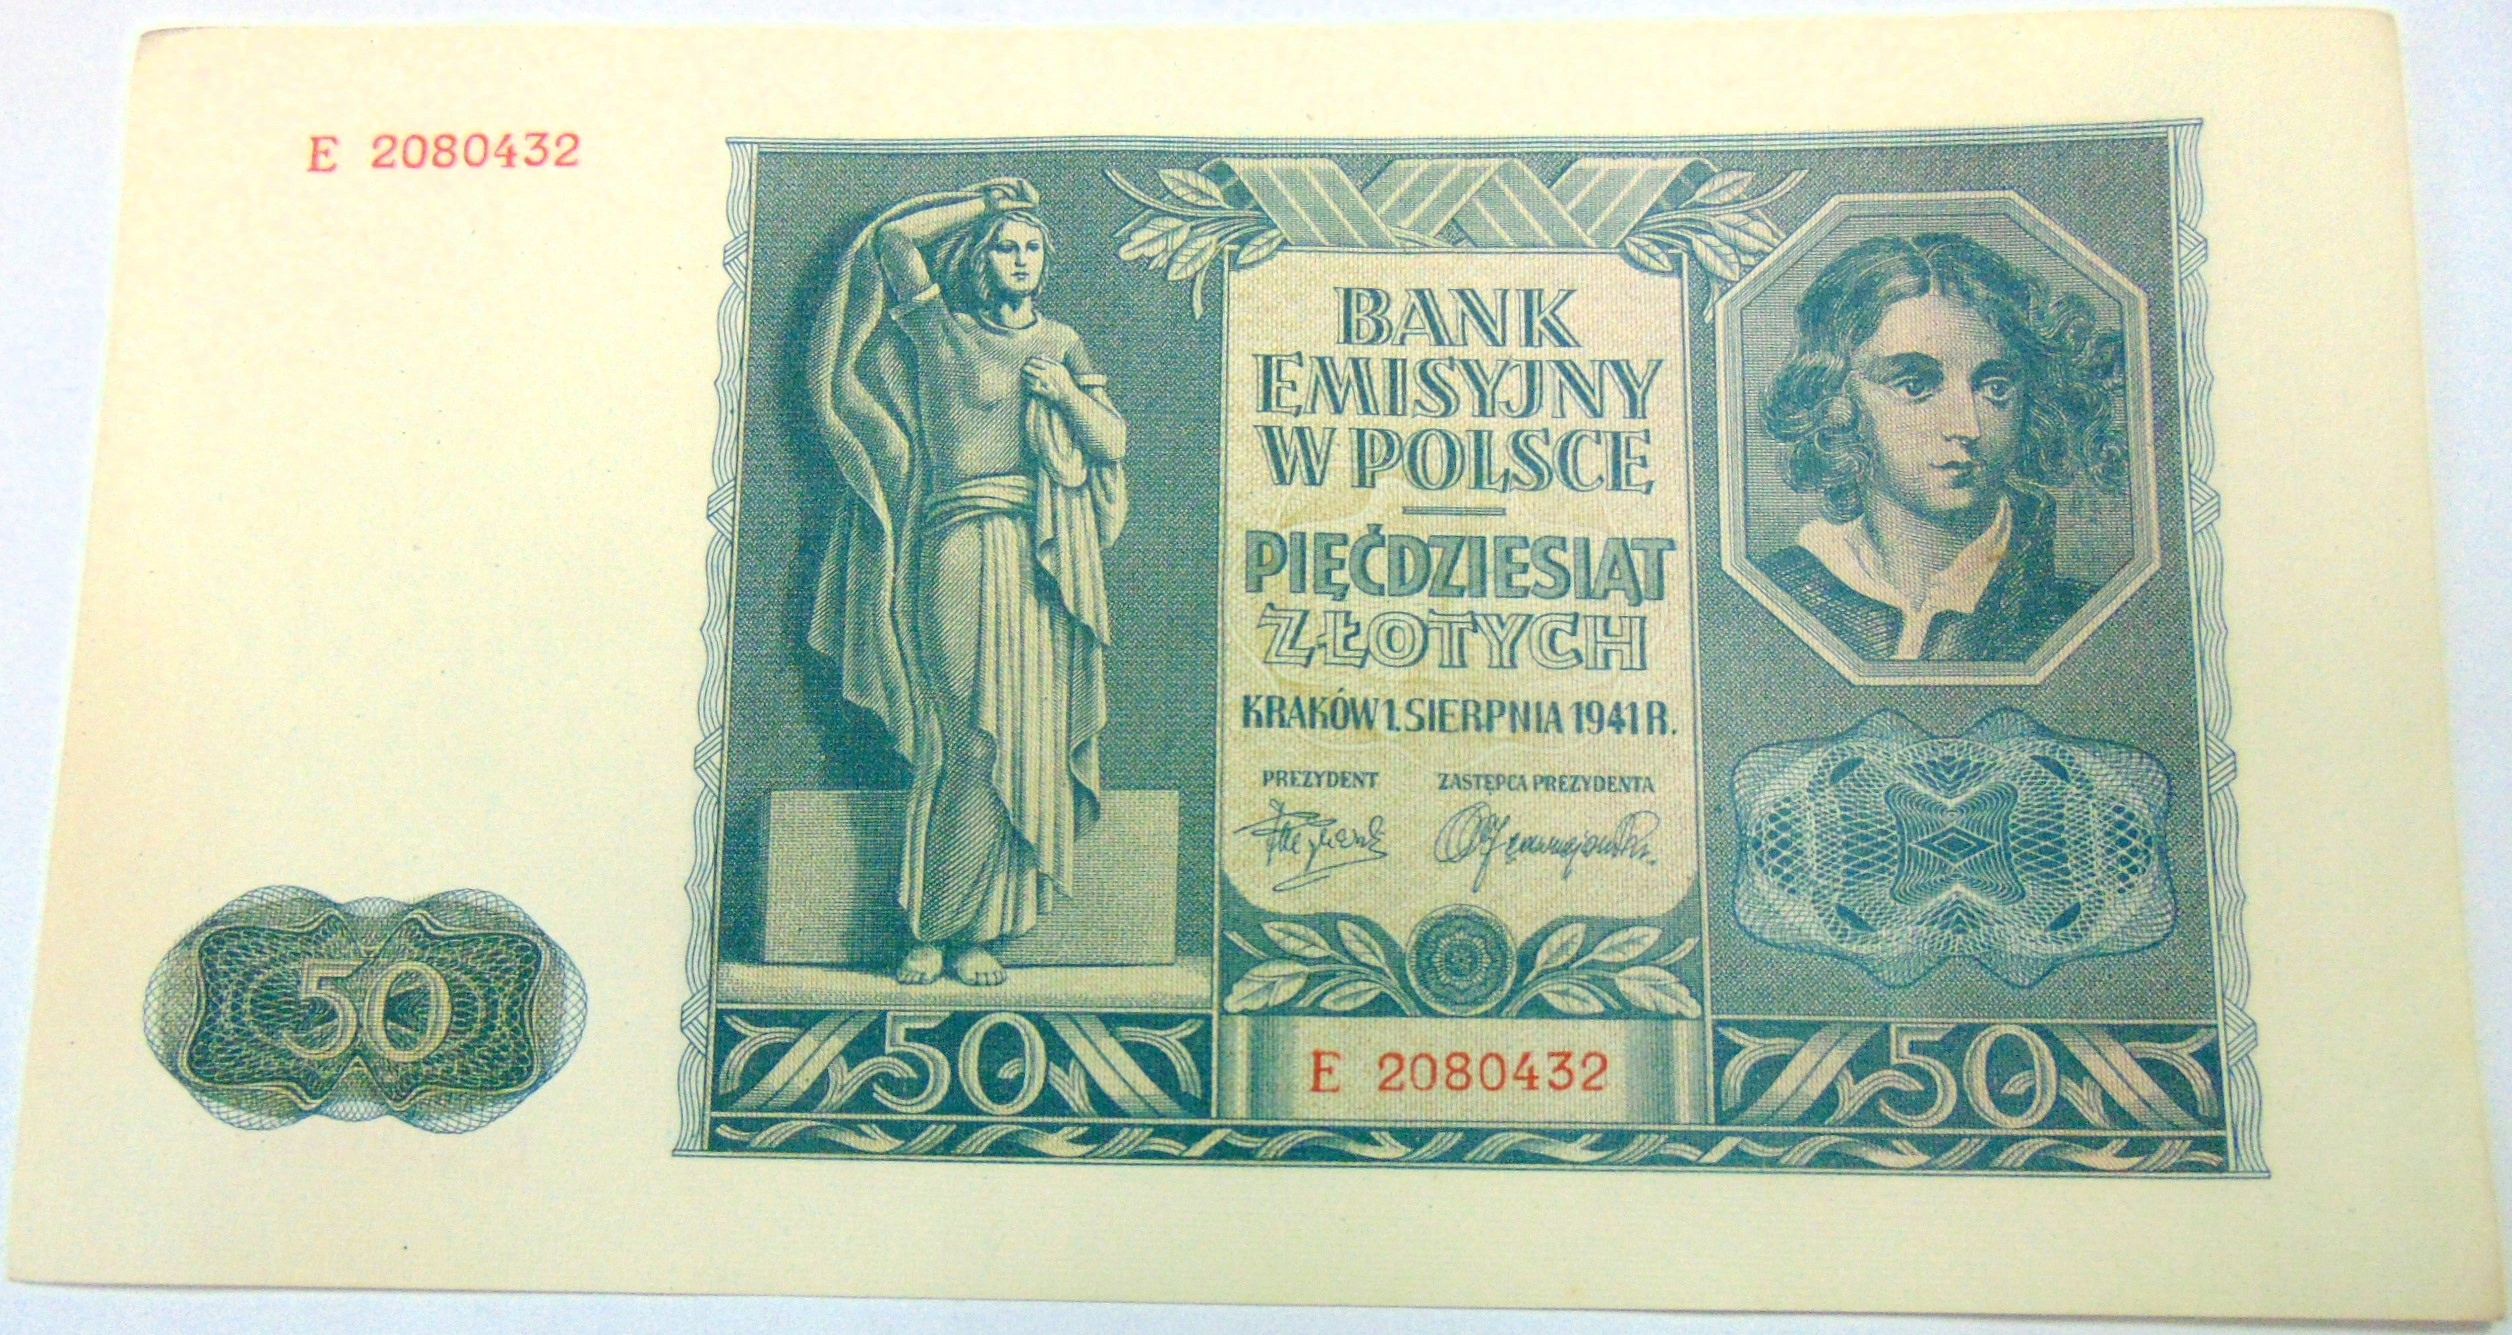 E 2080432
BANK
EMISYJNY
W POLSCE
PIĘĆDZIESIĄT
ZŁOTYCH
KRAKÓW 1. SIERPNIA 1941 R.
PREZYDENT ZASTĘPCA PREZYDENTA
50
50
E 2080432
50